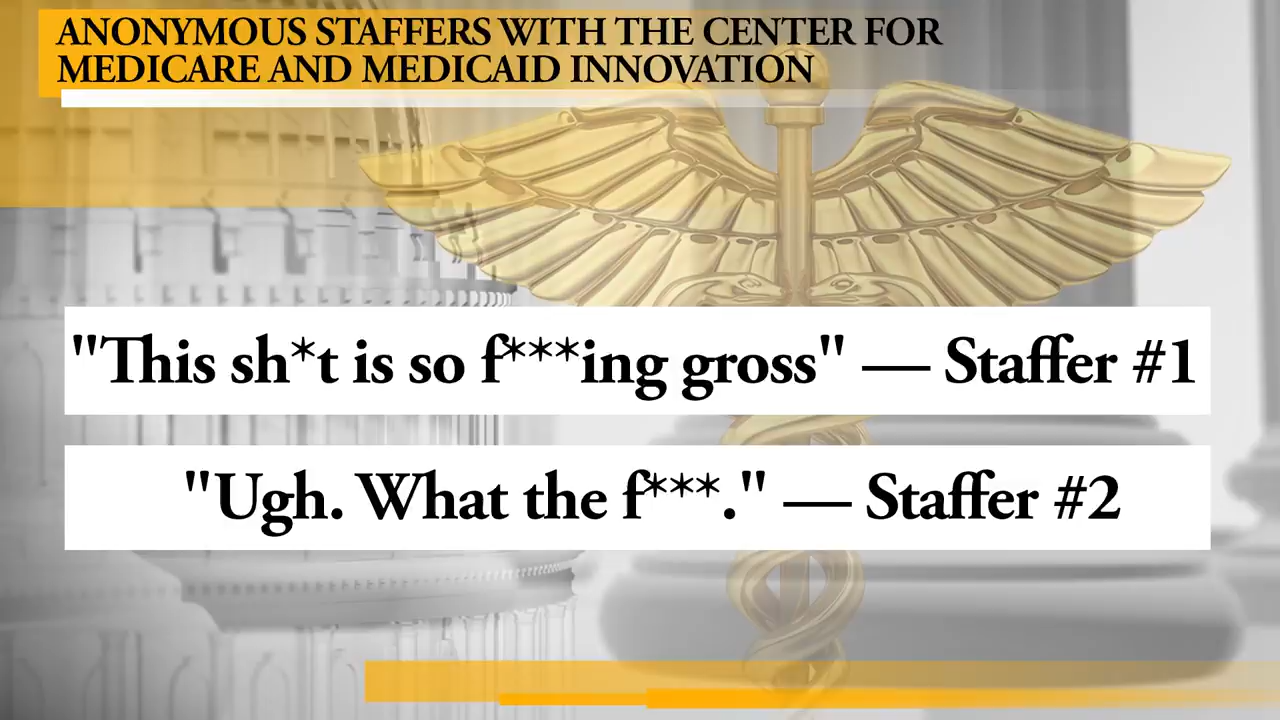 ANONYMOUS STAFFERS WITH THE CENTER FOR
MEDICARE AND MEDICAID INNOVATION
"This sh*t is so f***ing gross" — Staffer #1
"Ugh. What the f***." — Staffer #2